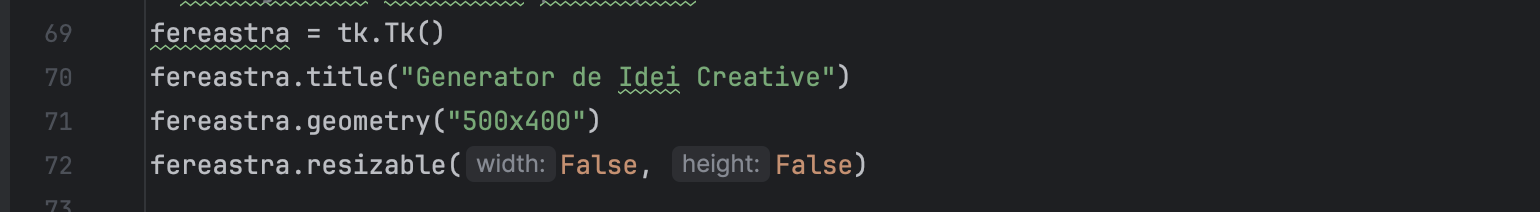 69 fereastra = tk.Tk()
70 fereastra.title("Generator de Idei Creative")
71 fereastra.geometry("500x400")
72 fereastra.resizable(width: False, height: False)
73